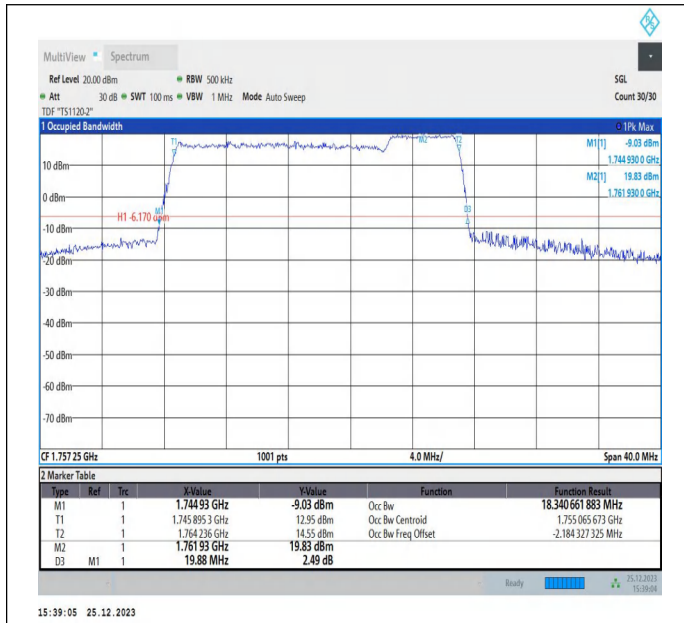 MultiView Spectrum
Ref Level 20.00 dBm RBW 500 kHz SGL
Att 30 dB SWT 100 ms VBW 1 MHz Mode Auto Sweep Count 30/30
TDF "TS1120-2"
1 Occupied Bandwidth 1Pk Max
M1[1] -9.03 dBm
1.744 930 0 GHz
M2[1] 19.83 dBm
1.761 930 0 GHz
T1 M2 T2
10 dBm
0 dBm
M1 D3
H1 -6.170 dBm
-10 dBm
-20 dBm
-30 dBm
-40 dBm
-50 dBm
-60 dBm
-70 dBm
CF 1.757 25 GHz 1001 pts 4.0 MHz/ Span 40.0 MHz
2 Marker Table
Type Ref Trc X-Value Y-Value Function Function Result
M1 1 1.744 93 GHz -9.03 dBm Occ Bw 18.340 661 883 MHz
T1 1 1.745 895 3 GHz 12.95 dBm Occ Bw Centroid 1.755 065 673 GHz
T2 1 1.764 236 GHz 14.55 dBm Occ Bw Freq Offset -2.184 327 325 MHz
M2 1 1.761 93 GHz 19.83 dBm
D3 M1 1 19.88 MHz 2.49 dB
Ready 25.12.2023
15:39:04
15:39:05 25.12.2023